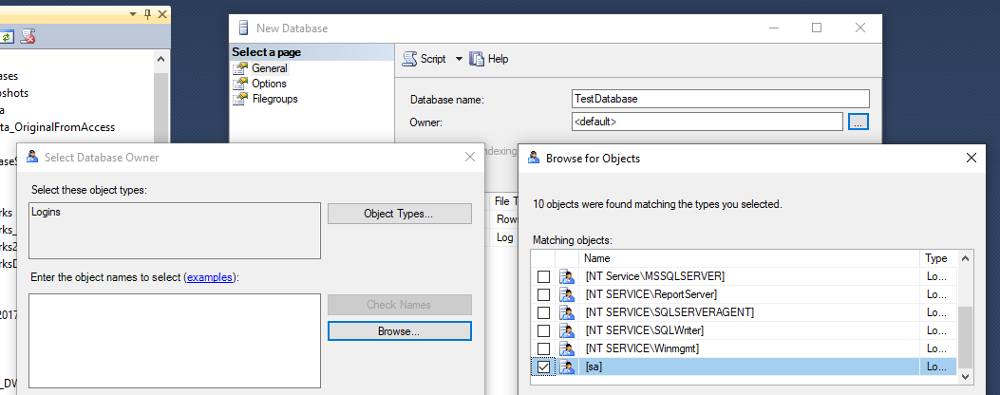 New Database
Select a page
General
Options
Filegroups
Script
Help
Database name:
TestDatabase
Owner:
<default>
...
ases
pshots
a
ta_OriginalFromAccess
ndexing
File T
Row
Log
rks
rks_
rks2
rksD
2017
_DV
Select Database Owner
Select these object types:
Logins
Object Types...
Enter the object names to select (examples):
Check Names
Browse...
Browse for Objects
10 objects were found matching the types you selected.
Matching objects:
Name Type
[NT Service\MSSQLSERVER] Lo...
[NT SERVICE\ReportServer] Lo...
[NT SERVICE\SQLSERVERAGENT] Lo...
[NT SERVICE\SQLWriter] Lo...
[NT SERVICE\Winmgmt] Lo...
[sa] Lo...